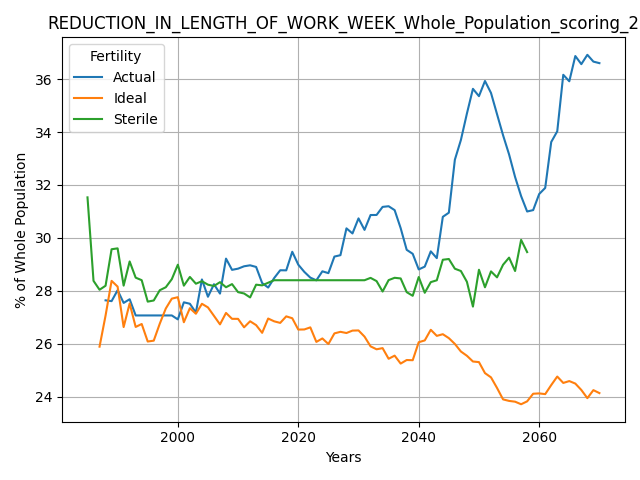 REDUCTION_IN_LENGTH_OF_WORK_WEEK_Whole_Population_scoring_2
Fertility
Actual
Ideal
Sterile
% of Whole Population
36
34
32
30
28
26
24
2000
2020
2040
2060
Years